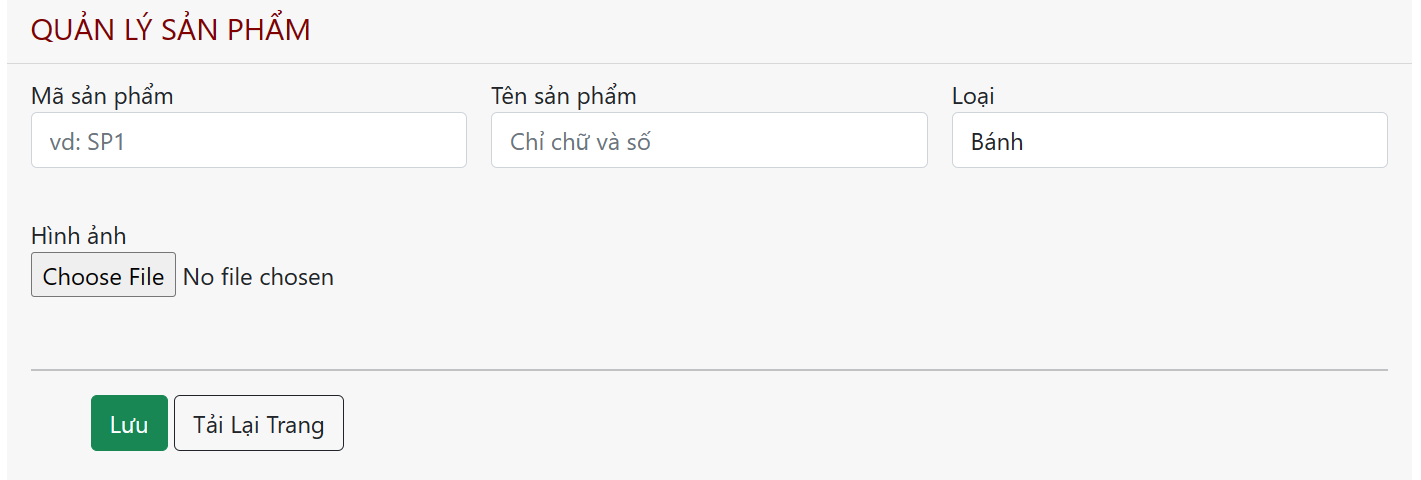 QUẢN LÝ SẢN PHẨM
Mã sản phẩm Tên sản phẩm Loại
vd: SP1 Chỉ chữ và số Bánh
Hình ảnh
Choose File No file chosen
Lưu Tải Lại Trang